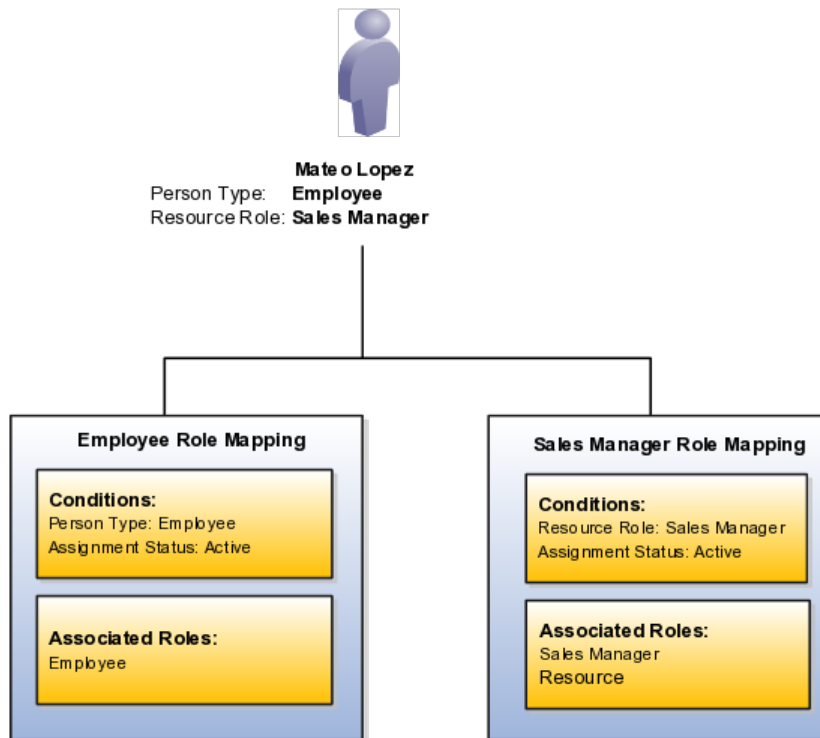 Mateo Lopez
Person Type: Employee
Resource Role: Sales Manager
Employee Role Mapping
Conditions:
Person Type: Employee
Assignment Status: Active
Associated Roles:
Employee
Sales Manager Role Mapping
Conditions:
Resource Role: Sales Manager
Assignment Status: Active
Associated Roles:
Sales Manager
Resource